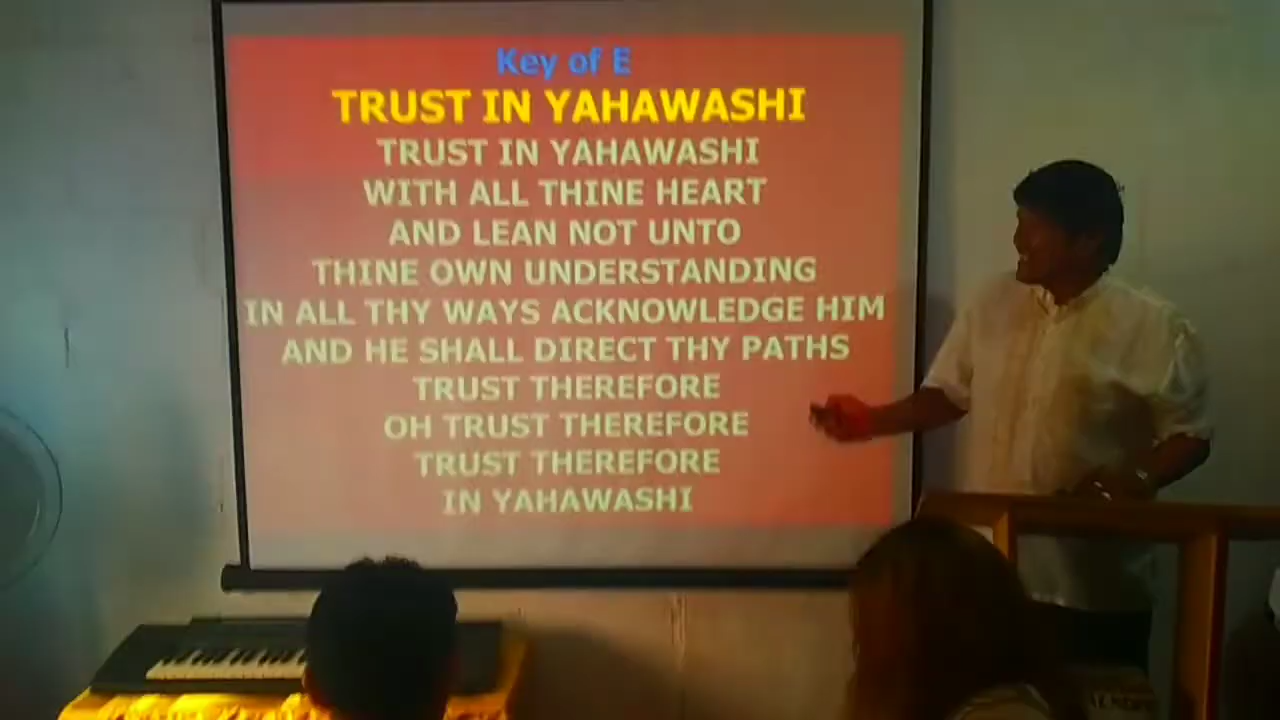 Key of E
TRUST IN YAHAWASHI
TRUST IN YAHAWASHI
WITH ALL THINE HEART
AND LEAN NOT UNTO
THINE OWN UNDERSTANDING
IN ALL THY WAYS ACKNOWLEDGE HIM
AND HE SHALL DIRECT THY PATHS
TRUST THEREFORE
OH TRUST THEREFORE
TRUST THEREFORE
IN YAHAWASHI